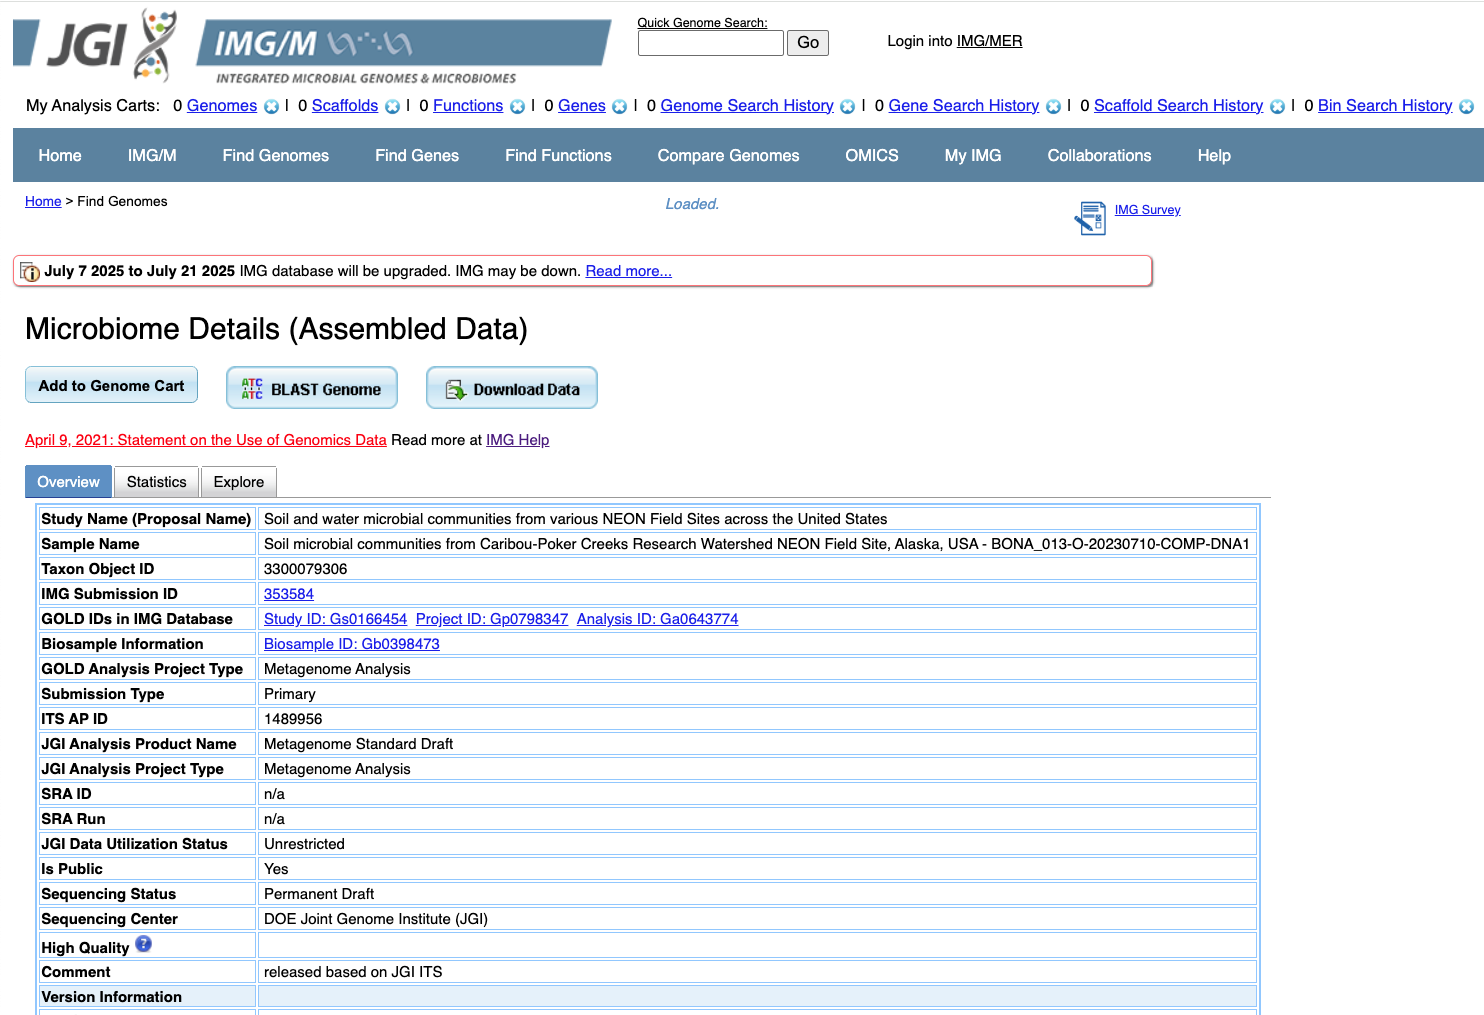 JGI IMG/M
INTEGRATED MICROBIAL GENOMES & MICROBIOMES
Quick Genome Search:
Go
Login into IMG/MER
My Analysis Carts: 0 Genomes | 0 Scaffolds | 0 Functions | 0 Genes | 0 Genome Search History | 0 Gene Search History | 0 Scaffold Search History | 0 Bin Search History
Home IMG/M Find Genomes Find Genes Find Functions Compare Genomes OMICS My IMG Collaborations Help
Home > Find Genomes
Loaded.
IMG Survey
July 7 2025 to July 21 2025 IMG database will be upgraded. IMG may be down. Read more...
Microbiome Details (Assembled Data)
Add to Genome Cart
ATC
ATC
BLAST Genome
Download Data
April 9, 2021: Statement on the Use of Genomics Data Read more at IMG Help
Overview Statistics Explore
Study Name (Proposal Name) Soil and water microbial communities from various NEON Field Sites across the United States
Sample Name Soil microbial communities from Caribou-Poker Creeks Research Watershed NEON Field Site, Alaska, USA - BONA_013-O-20230710-COMP-DNA1
Taxon Object ID 3300079306
IMG Submission ID 353584
GOLD IDs in IMG Database Study ID: Gs0166454 Project ID: Gp0798347 Analysis ID: Ga0643774
Biosample Information Biosample ID: Gb0398473
GOLD Analysis Project Type Metagenome Analysis
Submission Type Primary
ITS AP ID 1489956
JGI Analysis Product Name Metagenome Standard Draft
JGI Analysis Project Type Metagenome Analysis
SRA ID n/a
SRA Run n/a
JGI Data Utilization Status Unrestricted
Is Public Yes
Sequencing Status Permanent Draft
Sequencing Center DOE Joint Genome Institute (JGI)
High Quality ?
Comment released based on JGI ITS
Version Information